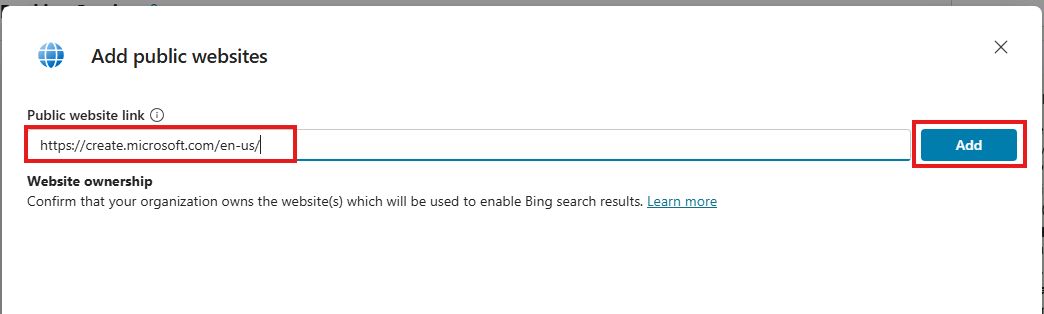 Add public websites
Public website link
https://create.microsoft.com/en-us/
Add
Website ownership
Confirm that your organization owns the website(s) which will be used to enable Bing search results. Learn more